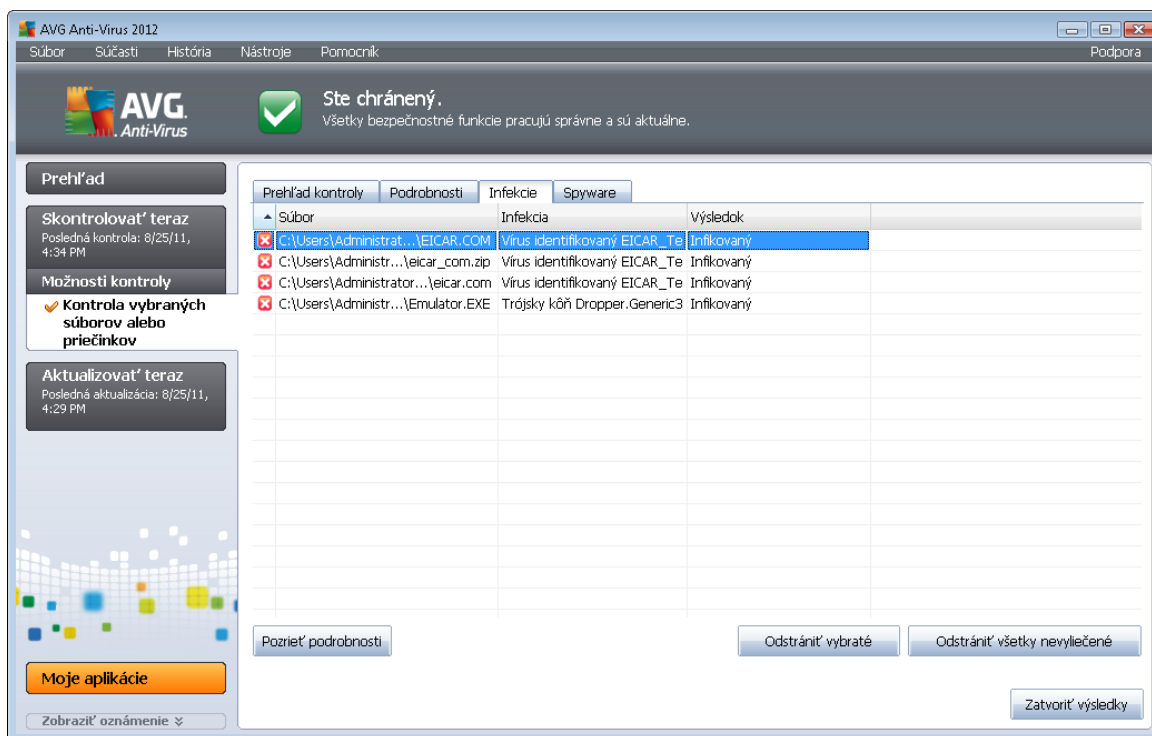 AVG Anti-Virus 2012
Súbor Súčasti História Nástroje Pomocník Podpora
AVG.
Anti-Virus
Ste chránený.
Všetky bezpečnostné funkcie pracujú správne a sú aktuálne.
Prehľad
Skontrolovať teraz
Posledná kontrola: 8/25/11,
4:34 PM
Možnosti kontroly
Kontrola vybraných
súborov alebo
priečinkov
Aktualizovať teraz
Posledná aktualizácia: 8/25/11,
4:29 PM
Moje aplikácie
Zobraziť oznámenie
Prehľad kontroly Podrobnosti Infekcie Spyware
Súbor Infekcia Výsledok
C:\Users\Administrat...\EICAR.COM Vírus identifikovaný EICAR_Te Infikovaný
C:\Users\Administr...\eicar_com.zip Vírus identifikovaný EICAR_Te Infikovaný
C:\Users\Administrator...\eicar.com Vírus identifikovaný EICAR_Te Infikovaný
C:\Users\Administr...\Emulator.EXE Trójsky kôň Dropper.Generic3 Infikovaný
Pozrieť podrobnosti Odstrániť vybraté Odstrániť všetky nevyliečené
Zatvoriť výsledky